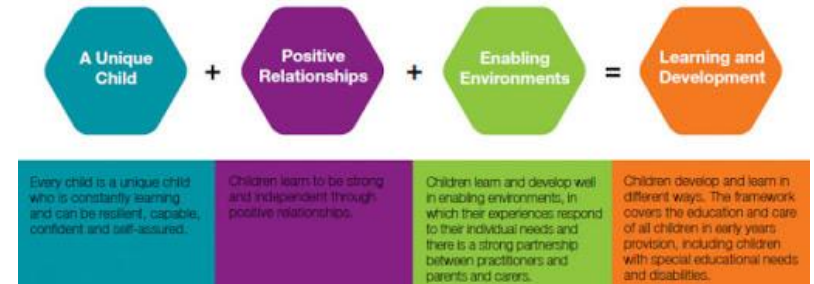 A Unique
Child
+
Positive
Relationships
+
Enabling
Environments
=
Learning and
Development
Every child is a unique child
who is constantly learning
and can be resilient, capable,
confident and self-assured.
Children learn to be strong
and independent through
positive relationships.
Children learn and develop well
in enabling environments, in
which their experiences respond
to their individual needs and
there is a strong partnership
between practitioners and
parents and carers.
Children develop and learn in
different ways. The framework
covers the education and care
of all children in early years
provision, including children
with special educational needs
and disabilities.